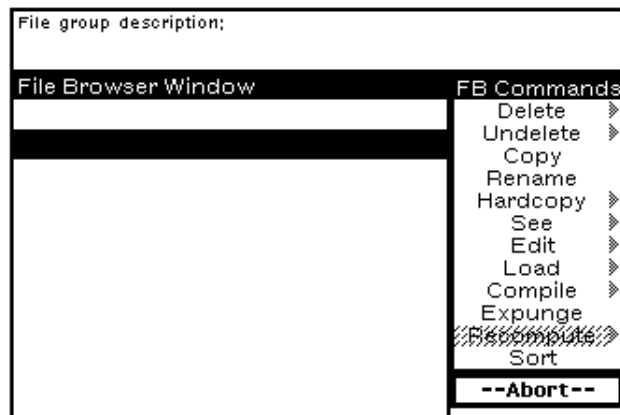 File group description;
File Browser Window
FB Commands
Delete
Undelete
Copy
Rename
Hardcopy
See
Edit
Load
Compile
Expunge
Recompute
Sort
--Abort--